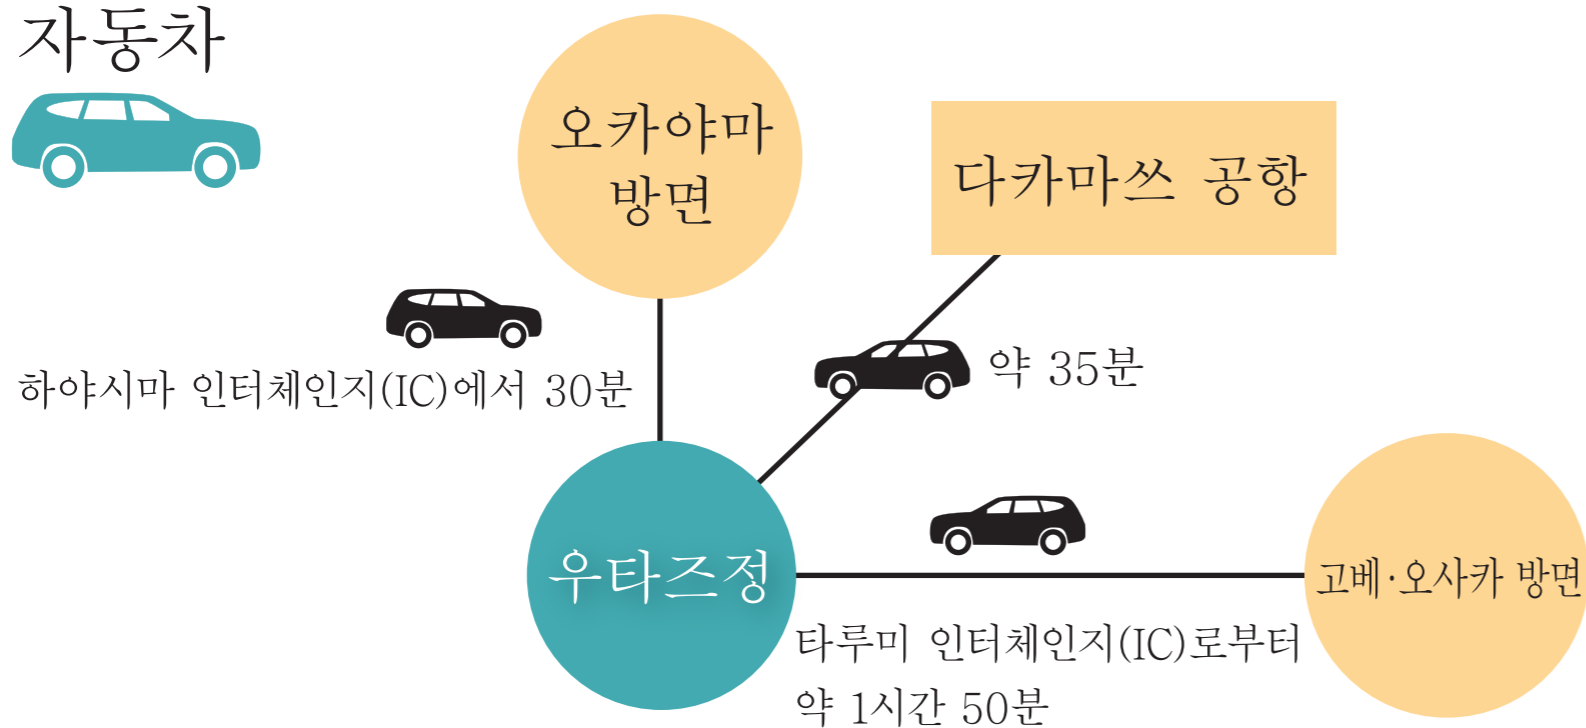 자동차
오카야마
방면
다카마쓰 공항
하야시마 인터체인지(IC)에서 30분
약 35분
우타즈정
고베·오사카 방면
타루미 인터체인지(IC)로부터
약 1시간 50분